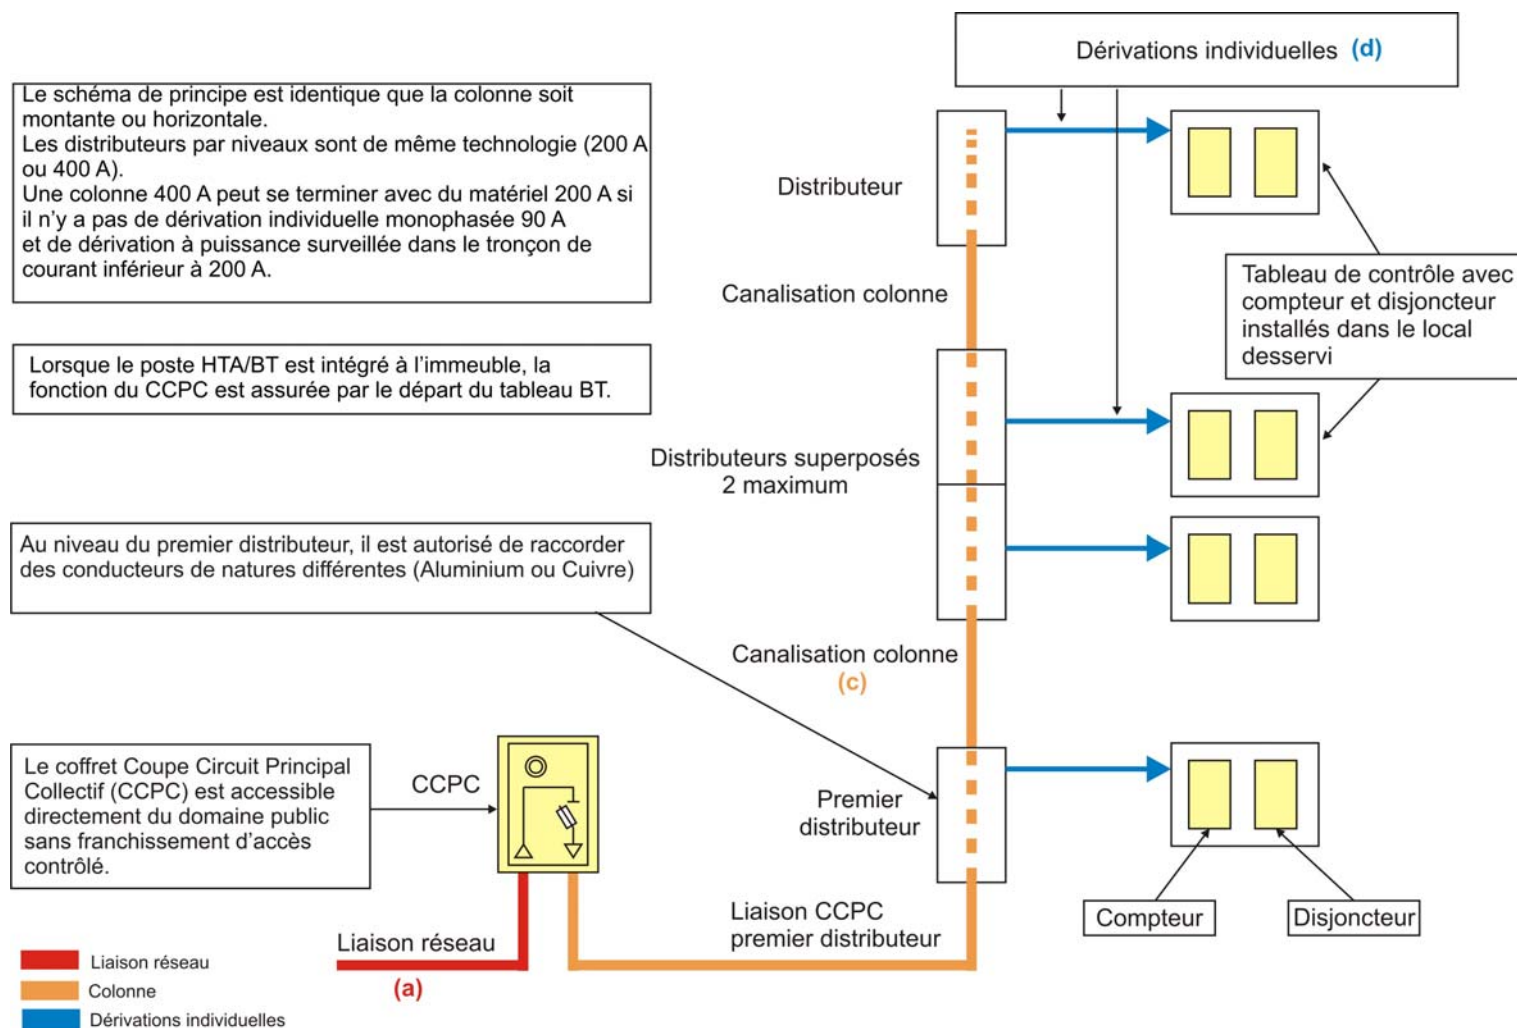 Dérivations individuelles (d)
Le schéma de principe est identique que la colonne soit
montante ou horizontale.
Les distributeurs par niveaux sont de même technologie (200 A
ou 400 A).
Une colonne 400 A peut se terminer avec du matériel 200 A si
il n'y a pas de dérivation individuelle monophasée 90 A
et de dérivation à puissance surveillée dans le tronçon de
courant inférieur à 200 A.
Distributeur
Canalisation colonne
Tableau de contrôle avec
compteur et disjoncteur
installés dans le local
desservi
Lorsque le poste HTA/BT est intégré à l'immeuble, la
fonction du CCPC est assurée par le départ du tableau BT.
Distributeurs superposés
2 maximum
Au niveau du premier distributeur, il est autorisé de raccorder
des conducteurs de natures différentes (Aluminium ou Cuivre)
Canalisation colonne
(c)
Le coffret Coupe Circuit Principal
Collectif (CCPC) est accessible
directement du domaine public
sans franchissement d'accès
contrôlé.
CCPC
Premier
distributeur
Liaison CCPC
premier distributeur
Compteur
Disjoncteur
Liaison réseau
(a)
Liaison réseau
Colonne
Dérivations individuelles